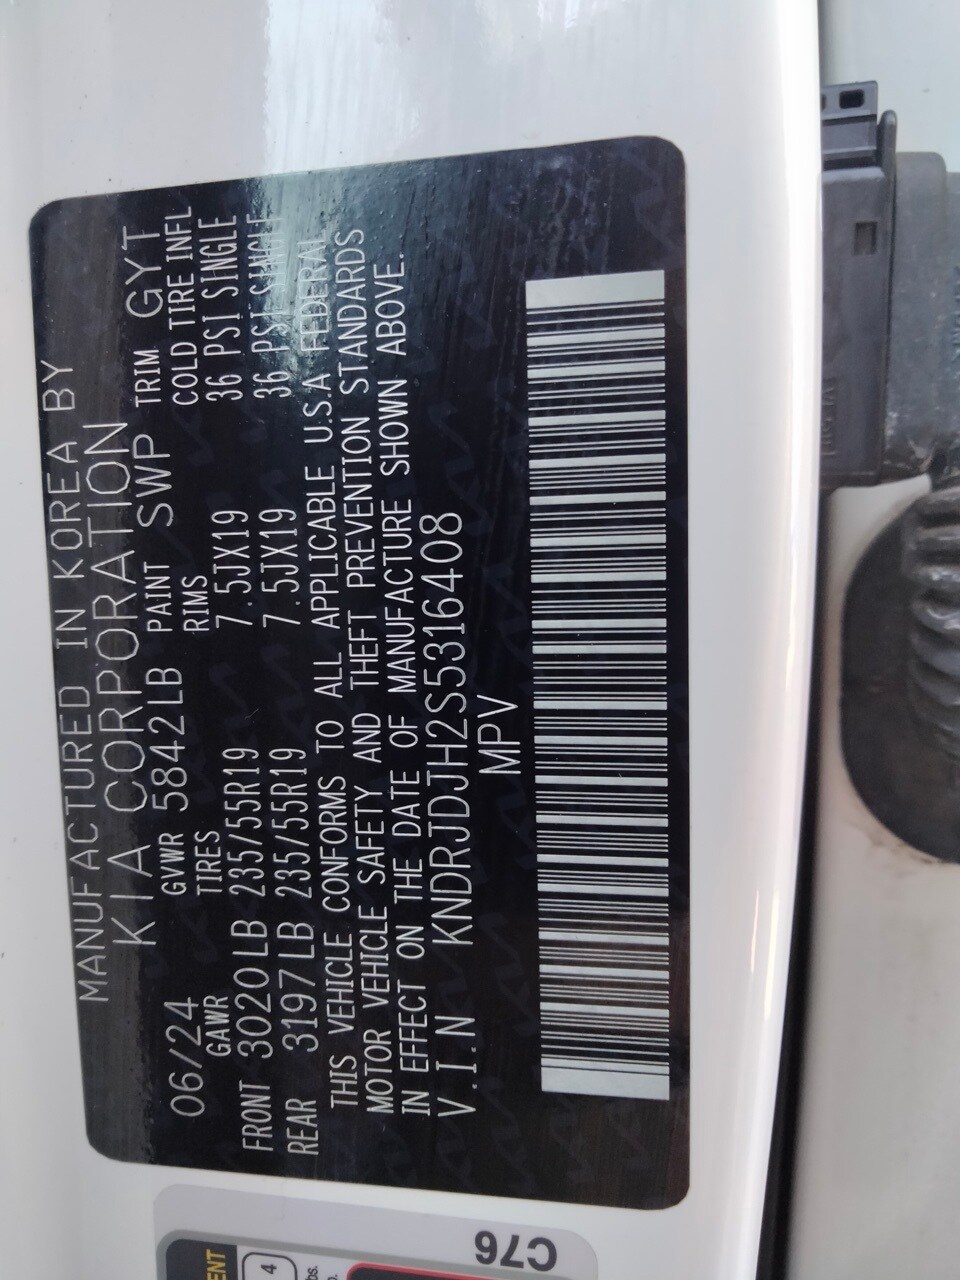 MANUFACTURED IN KOREA BY
KIA CORPORATION
06/24 GVWR 5842LB PAINT SWP TRIM GYT
GAWR TIRES RIMS COLD TIRE INFL
FRONT 3020LB 235/55R19 7.5JX19 36 PSI SINGLE
REAR 3197LB 235/55R19 7.5JX19 36 PSI SINGLE
THIS VEHICLE CONFORMS TO ALL APPLICABLE U.S.A FEDERAL
MOTOR VEHICLE SAFETY AND THEFT PREVENTION STANDARDS
IN EFFECT ON THE DATE OF MANUFACTURE SHOWN ABOVE.
V.I.N KNDRJDJH2S5316408
MPV
C76
4